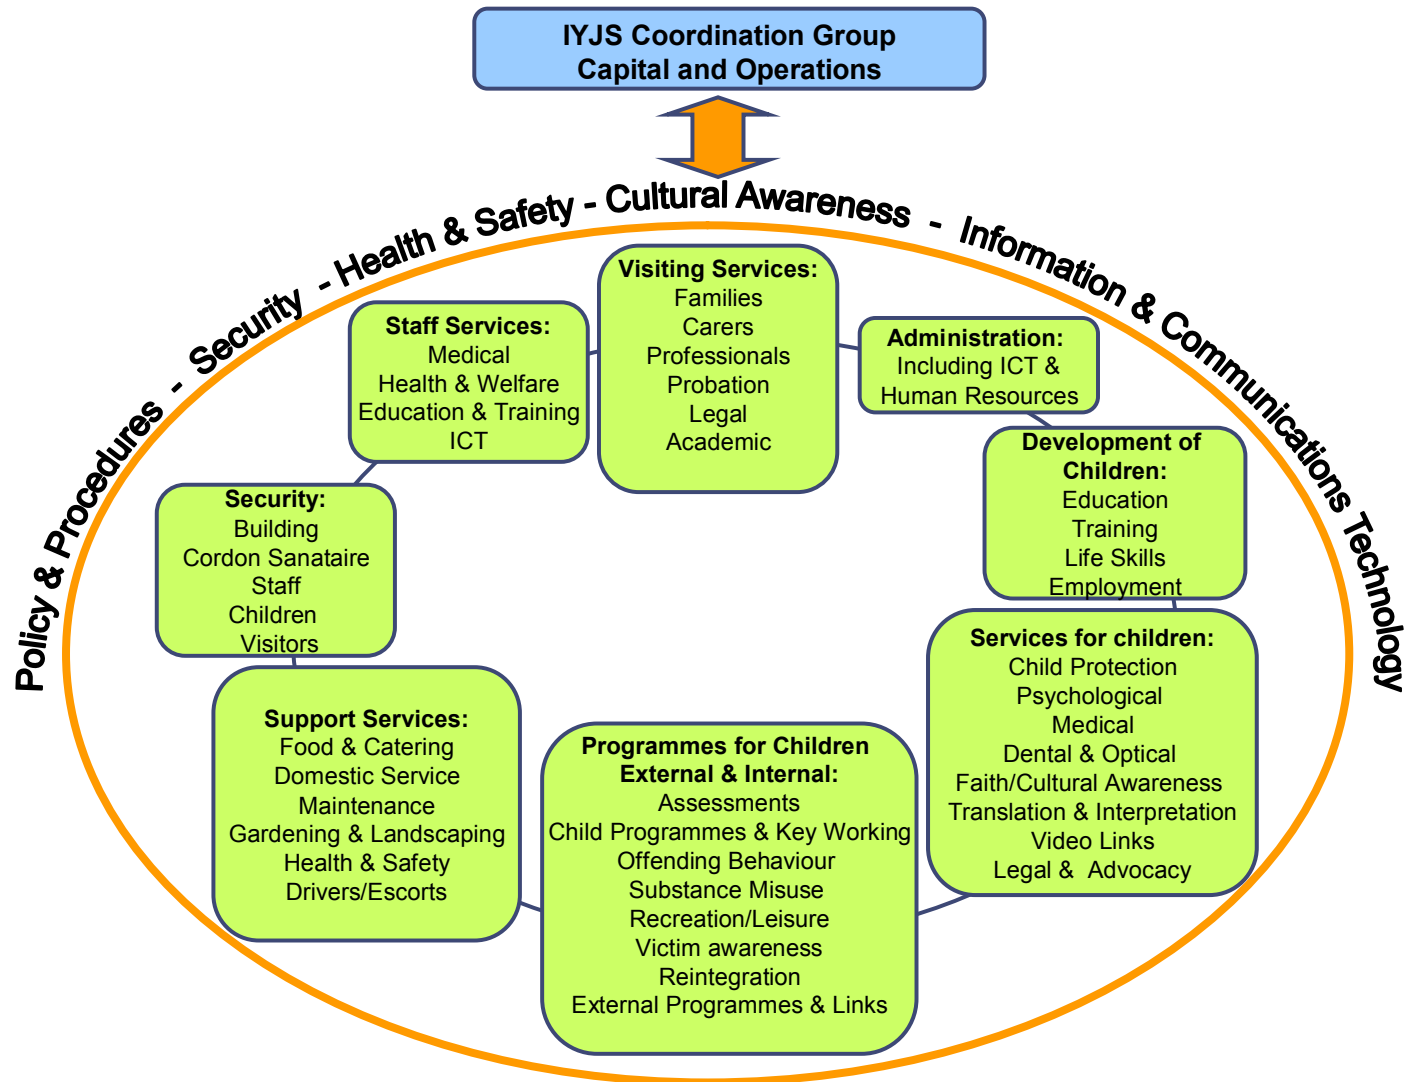 IYJS Coordination Group
Capital and Operations
Policy & Procedures - Security - Health & Safety - Cultural Awareness - Information & Communications Technology
Visiting Services:
Families
Carers
Professionals
Probation
Legal
Academic
Administration:
Including ICT &
Human Resources
Development of
Children:
Education
Training
Life Skills
Employment
Services for children:
Child Protection
Psychological
Medical
Dental & Optical
Faith/Cultural Awareness
Translation & Interpretation
Video Links
Legal & Advocacy
Programmes for Children
External & Internal:
Assessments
Child Programmes & Key Working
Offending Behaviour
Substance Misuse
Recreation/Leisure
Victim awareness
Reintegration
External Programmes & Links
Support Services:
Food & Catering
Domestic Service
Maintenance
Gardening & Landscaping
Health & Safety
Drivers/Escorts
Security:
Building
Cordon Sanataire
Staff
Children
Visitors
Staff Services:
Medical
Health & Welfare
Education & Training
ICT